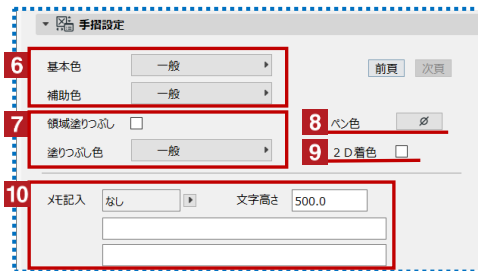 手摺設定
6 基本色 一般 前頁 次頁
補助色 一般
7 領域塗りつぶし 8 ペン色 ø
塗りつぶし色 一般 9 2D着色
10 メモ記入 なし 文字高さ 500.0